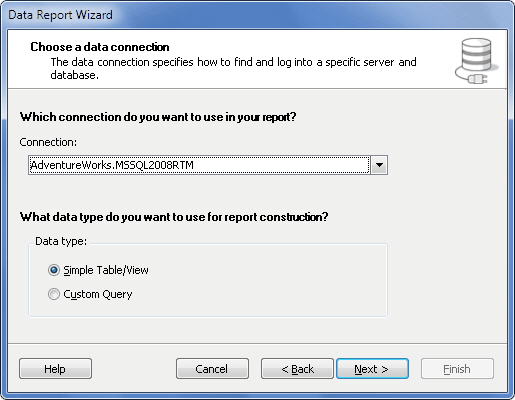 Data Report Wizard
Choose a data connection
The data connection specifies how to find and log into a specific server and
database.
Which connection do you want to use in your report?
Connection:
AdventureWorks.MSSQL2008RTM
What data type do you want to use for report construction?
Data type:
Simple Table/View
Custom Query
Help
Cancel
< Back
Next >
Finish